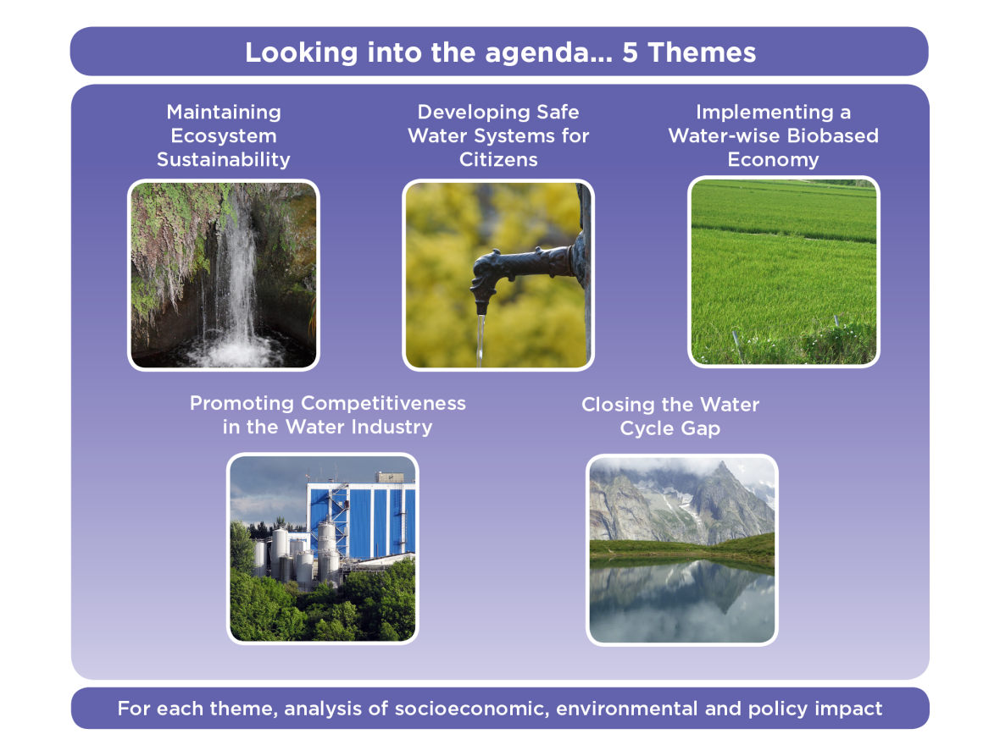 Looking into the agenda... 5 Themes
Maintaining
Ecosystem
Sustainability
Developing Safe
Water Systems for
Citizens
Implementing a
Water-wise Biobased
Economy
Promoting Competitiveness
in the Water Industry
Closing the Water
Cycle Gap
For each theme, analysis of socioeconomic, environmental and policy impact